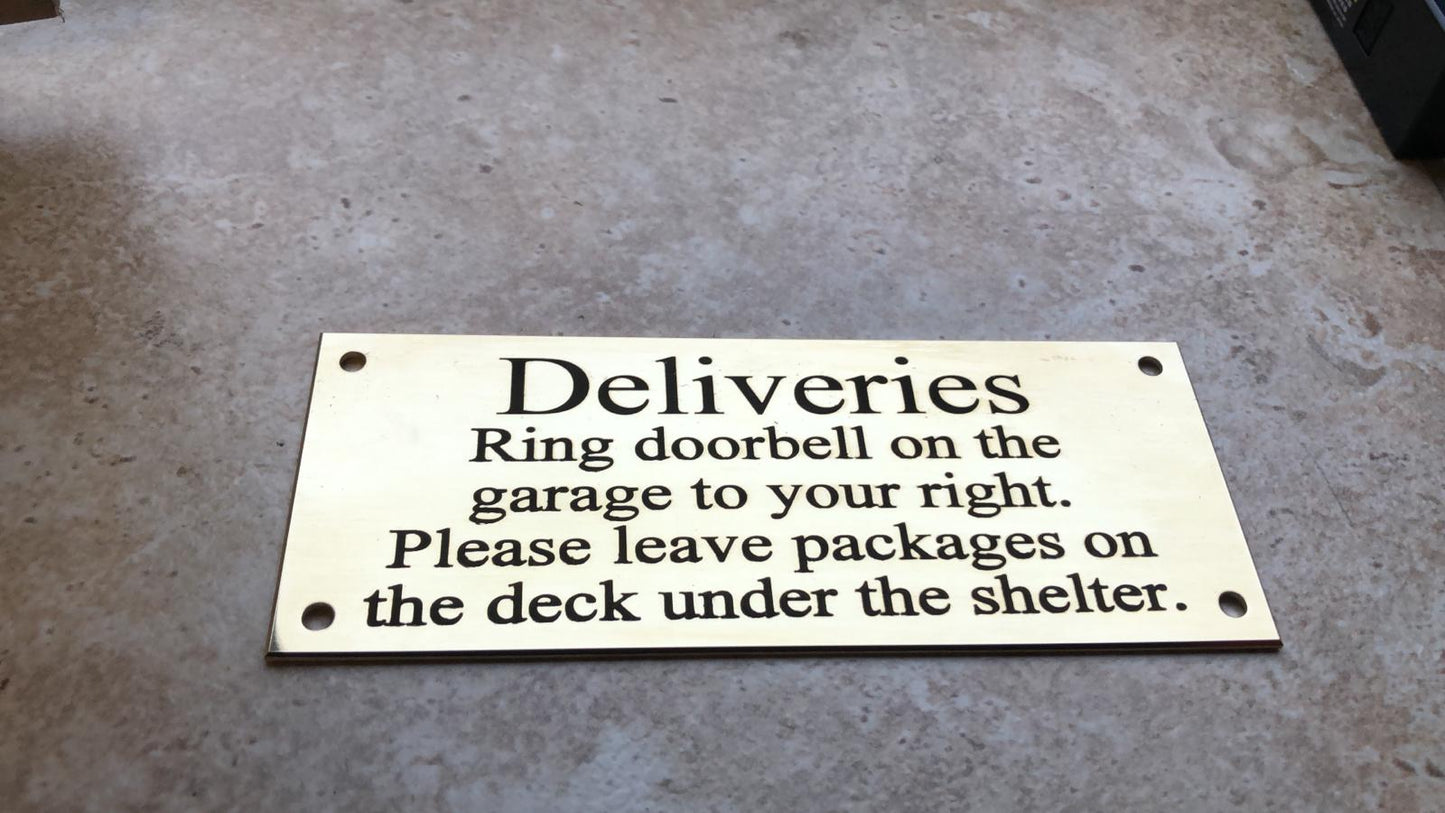 Deliveries
Ring doorbell on the
garage to your right.
Please leave packages on
the deck under the shelter.